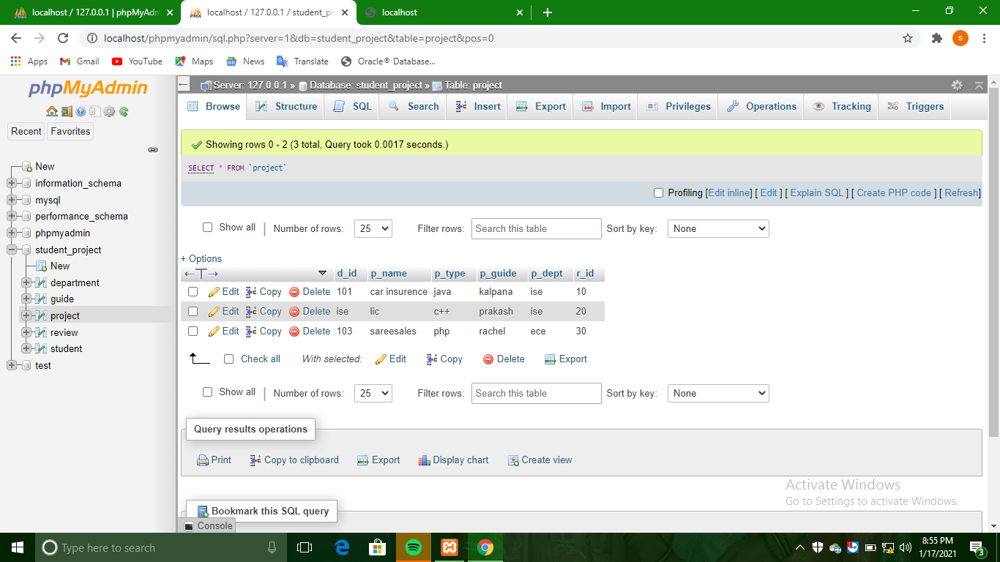 localhost / 127.0.0.1 | phpMyAdm
localhost / 127.0.0.1 / student_pr
localhost
localhost/phpmyadmin/sql.php?server=1&db=student_project&table=project&pos=0
S
Apps Gmail YouTube Maps News Translate Oracle® Database...
phpMyAdmin
Recent Favorites
New
information_schema
mysql
performance_schema
phpmyadmin
student_project
New
department
guide
project
review
student
test
Server: 127.0.0.1 » Database: student_project » Table: project
Browse Structure SQL Search Insert Export Import Privileges Operations Tracking Triggers
Showing rows 0 - 2 (3 total, Query took 0.0017 seconds.)
SELECT * FROM `project`
Profiling [Edit inline] [ Edit ] [ Explain SQL ] [ Create PHP code ] [ Refresh]
Show all | Number of rows: 25 Filter rows: Search this table Sort by key: None
+ Options
←T→ d_id p_name p_type p_guide p_dept r_id
Edit Copy Delete 101 car insurence java kalpana ise 10
Edit Copy Delete ise lic c++ prakash ise 20
Edit Copy Delete 103 sareesales php rachel ece 30
Check all With selected: Edit Copy Delete Export
Show all | Number of rows: 25 Filter rows: Search this table Sort by key: None
Query results operations
Print Copy to clipboard Export Display chart Create view
Activate Windows
Go to Settings to activate Windows.
Bookmark this SQL query
Console
Type here to search
8:55 PM
1/17/2021
3